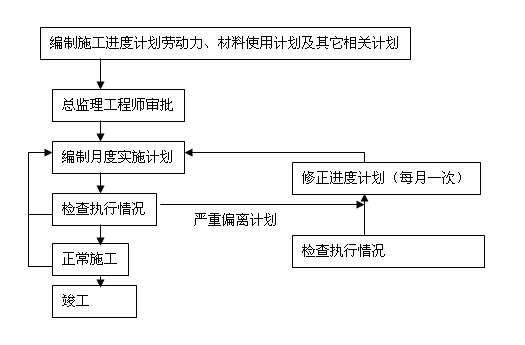 编制施工进度计划劳动力、材料使用计划及其它相关计划
总监理工程师审批
编制月度实施计划
修正进度计划（每月一次）
检查执行情况
严重偏离计划
检查执行情况
正常施工
竣工